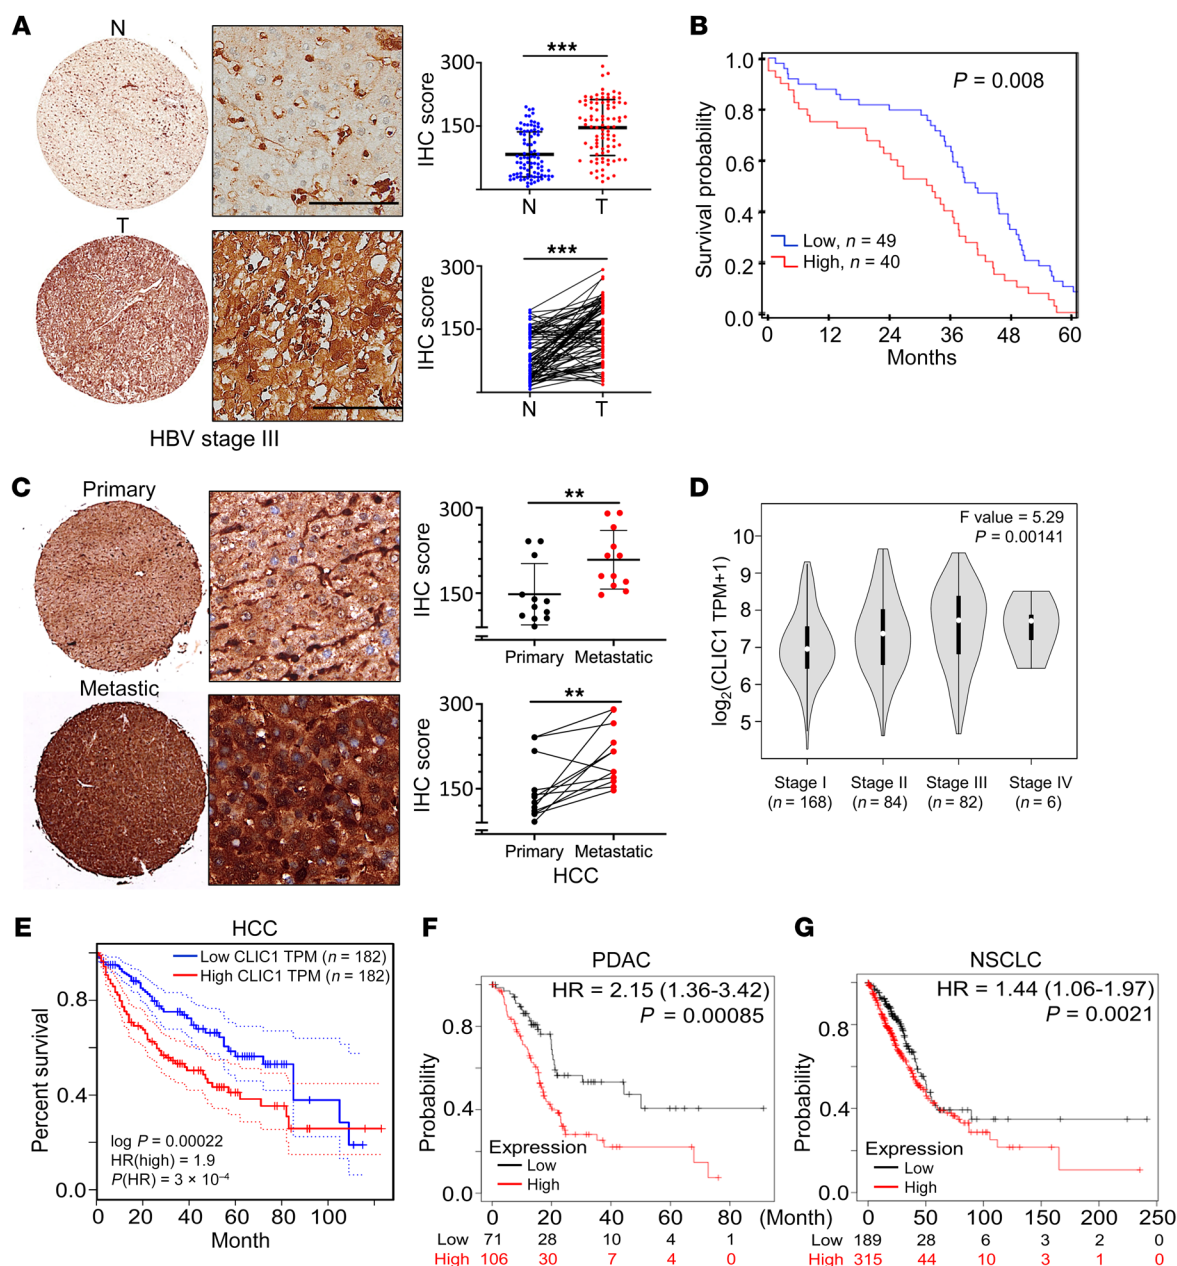 A
N
T
HBV stage III
IHC score
300
150
***
N
T
IHC score
300
150
***
N
T
B
Survival probability
1.0
0.8
0.6
0.4
0.2
0.0
P = 0.008
Low, n = 49
High, n = 40
0 12 24 36 48 60
Months
C
Primary
Metastic
IHC score
300
150
**
Primary Metastatic
IHC score
300
150
**
Primary Metastatic
HCC
D
log2(CLIC1 TPM+1)
10
9
8
7
6
5
F value = 5.29
P = 0.00141
Stage I Stage II Stage III Stage IV
(n = 168) (n = 84) (n = 82) (n = 6)
E
HCC
Percent survival
0.8
0.4
0.0
Low CLIC1 TPM (n = 182)
High CLIC1 TPM (n = 182)
log P = 0.00022
HR(high) = 1.9
P(HR) = 3 × 10–4
0 20 40 60 80 100
Month
F
PDAC
HR = 2.15 (1.36-3.42)
P = 0.00085
Probability
0.8
0.4
0.0
Expression
Low
High
0 20 40 60 80 (Month)
Low 71 28 10 4 1
High 106 30 7 4 0
G
NSCLC
HR = 1.44 (1.06-1.97)
P = 0.0021
Probability
0.8
0.4
0.0
Expression
Low
High
0 50 100 150 200 250
Low 189 28 6 3 2 0
High 315 44 10 3 1 0